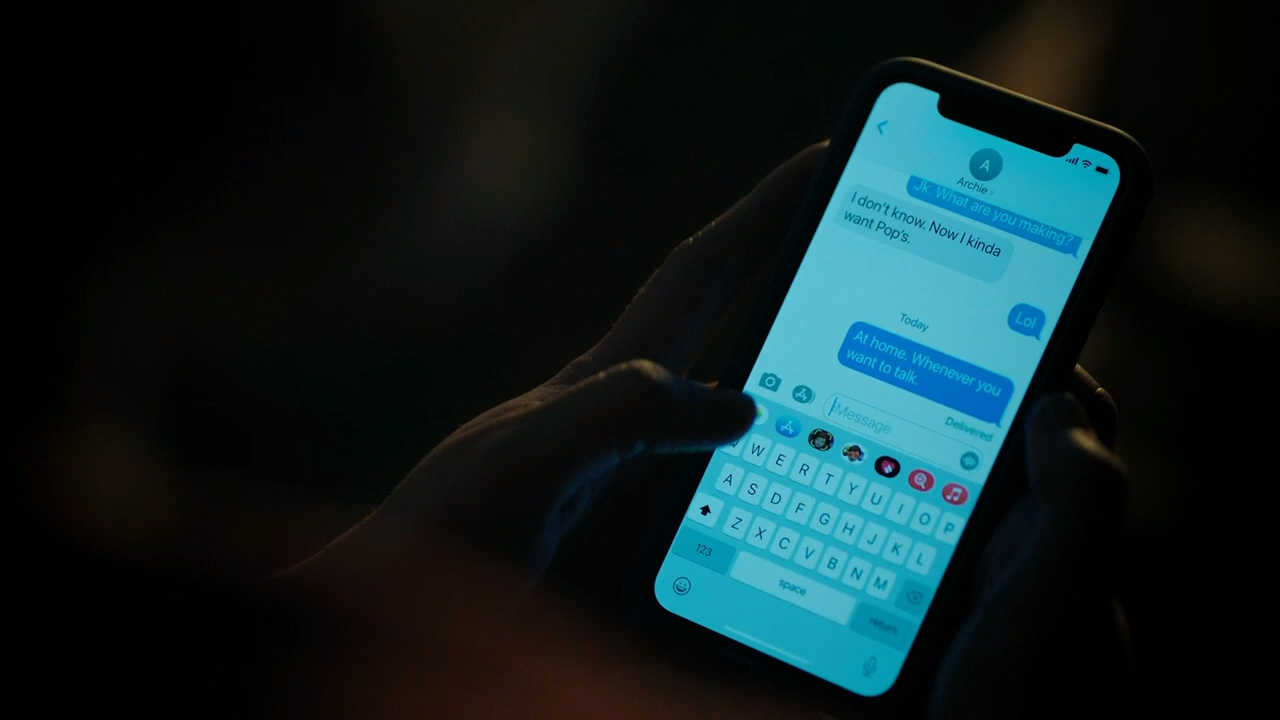 A
Archie
Jk. What are you making?
I don't know. Now I kinda
want Pop's.
Lol
Today
At home. Whenever you
want to talk.
Delivered
iMessage
Q W E R T Y U I O P
A S D F G H J K L
Z X C V B N M
123
space
return